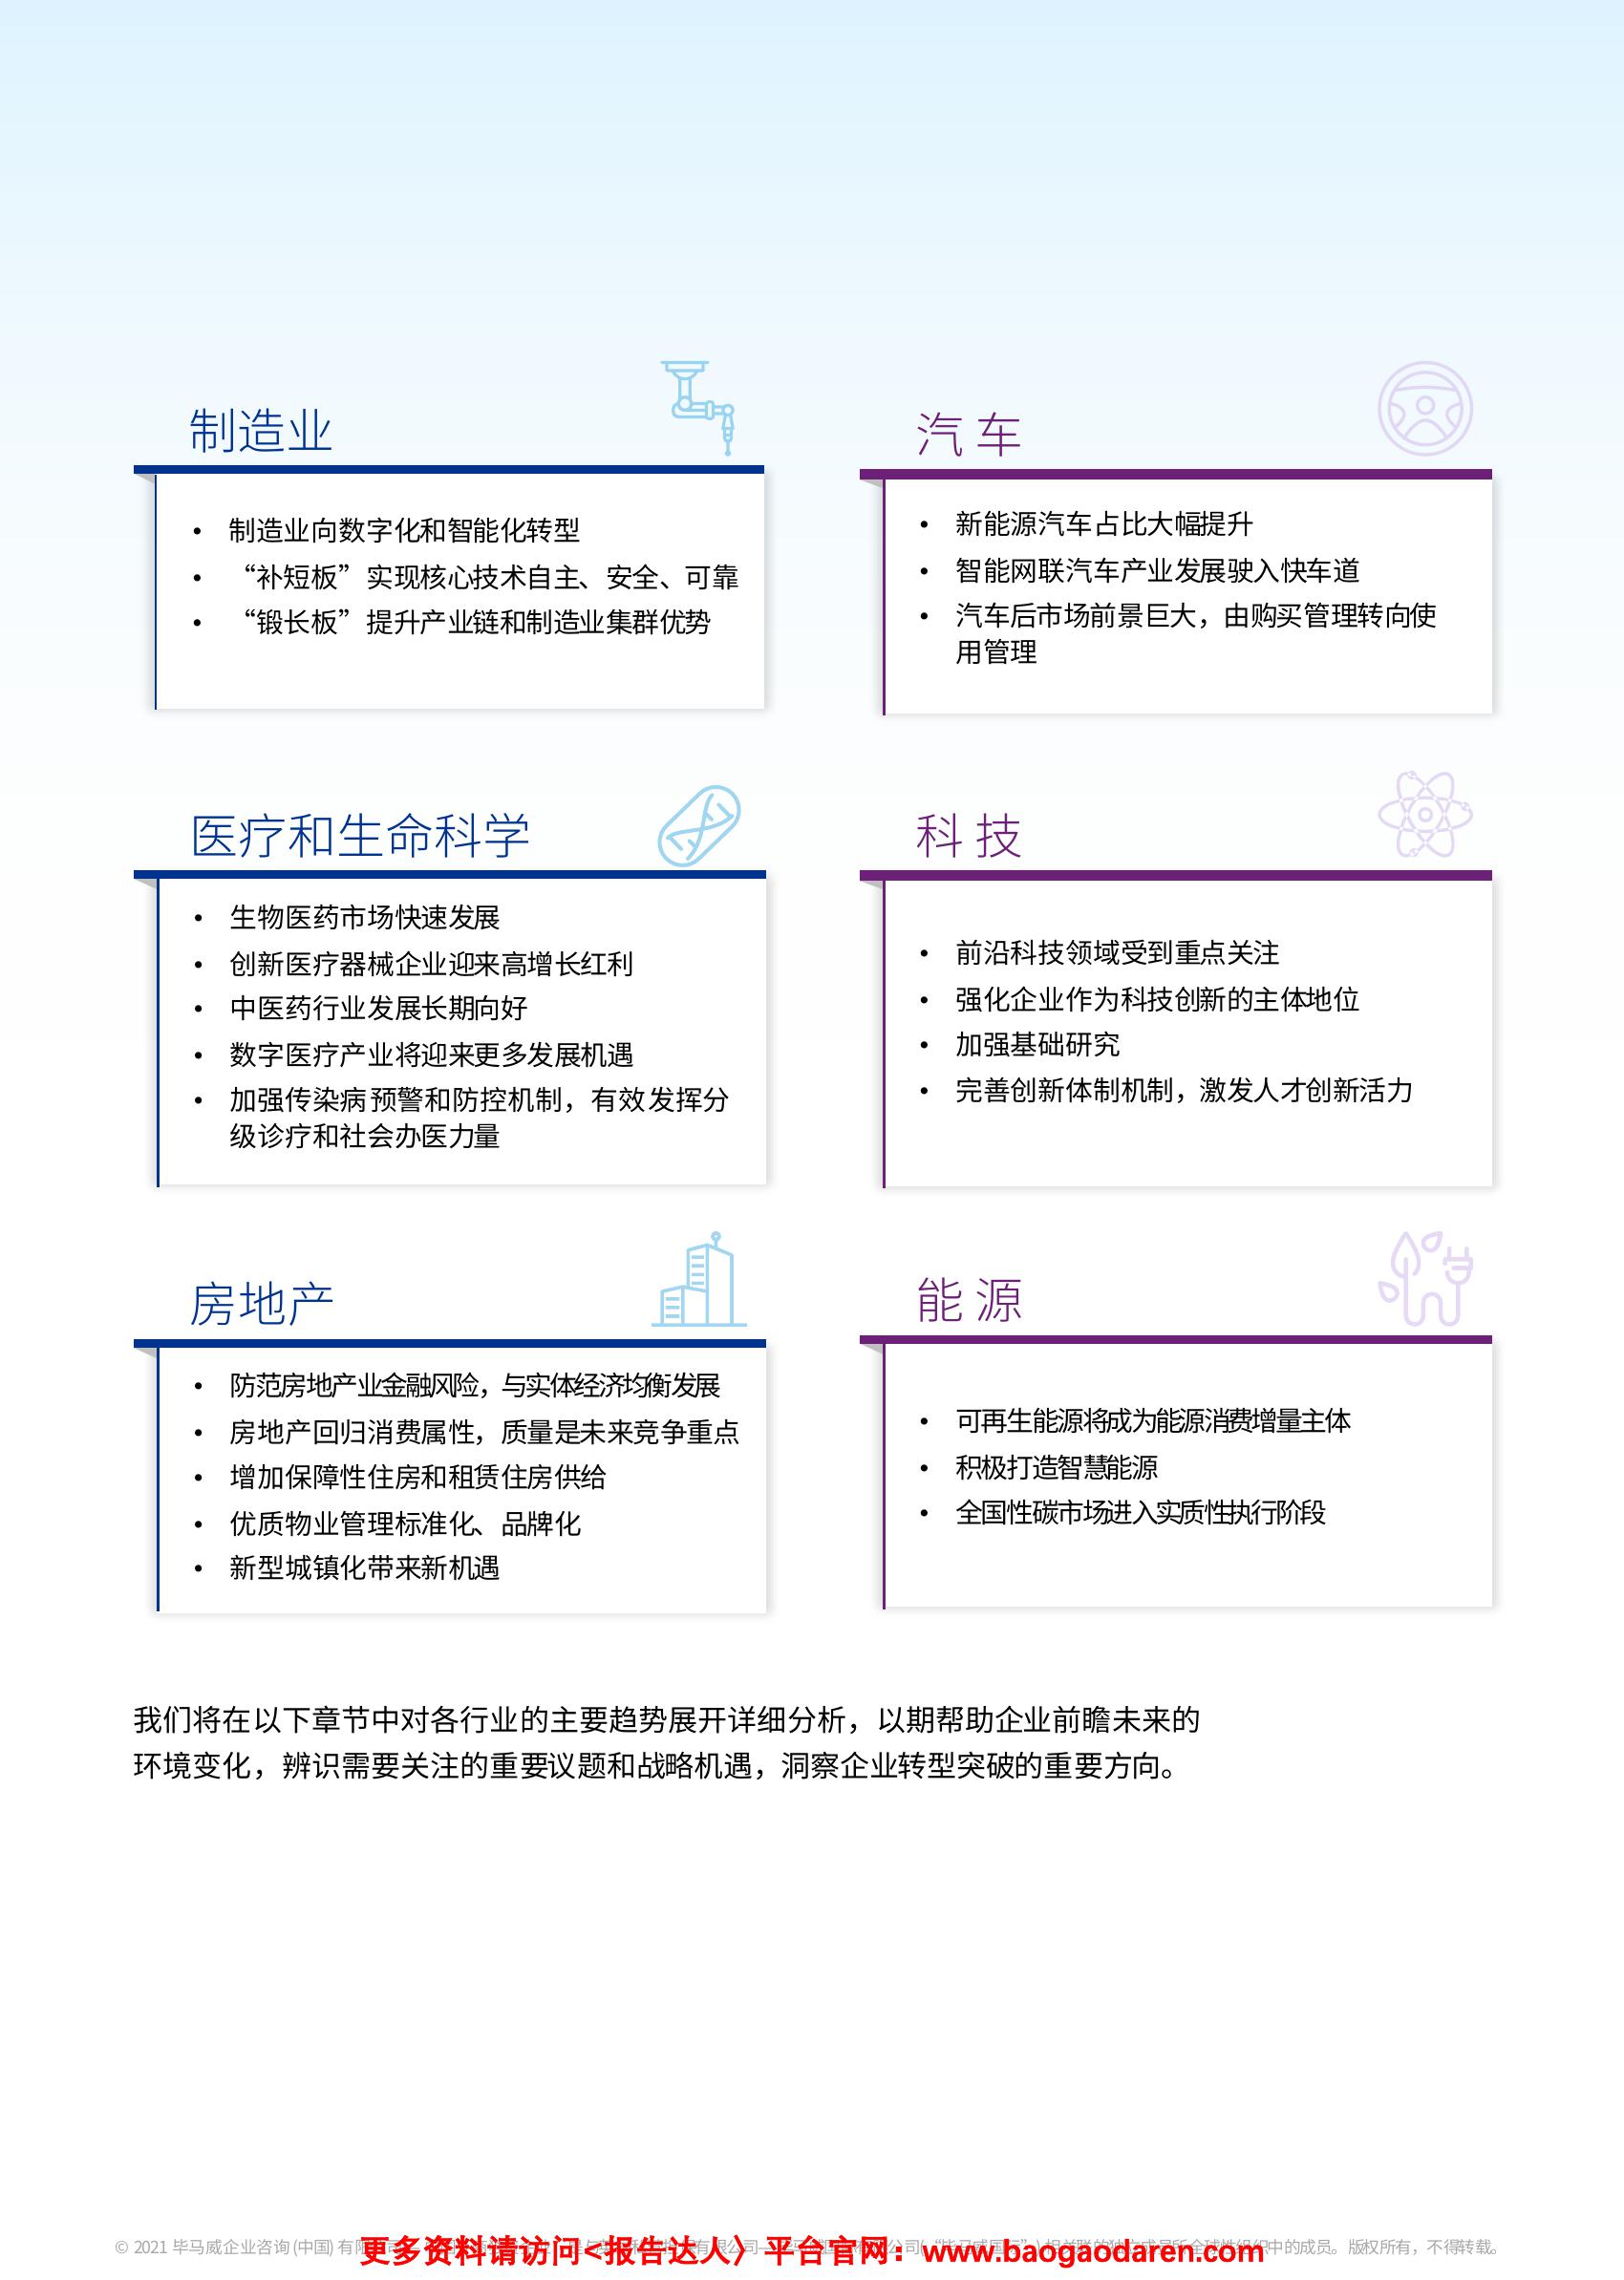 制造业
• 制造业向数字化和智能化转型
• “补短板”实现核心技术自主、安全、可靠
• “锻长板”提升产业链和制造业集群优势
汽车
• 新能源汽车占比大幅提升
• 智能网联汽车产业发展驶入快车道
• 汽车后市场前景巨大，由购买管理转向使
用管理
医疗和生命科学
• 生物医药市场快速发展
• 创新医疗器械企业迎来高增长红利
• 中医药行业发展长期向好
• 数字医疗产业将迎来更多发展机遇
• 加强传染病预警和防控机制，有效发挥分
级诊疗和社会办医力量
科技
• 前沿科技领域受到重点关注
• 强化企业作为科技创新的主体地位
• 加强基础研究
• 完善创新体制机制，激发人才创新活力
房地产
• 防范房地产业金融风险，与实体经济均衡发展
• 房地产回归消费属性，质量是未来竞争重点
• 增加保障性住房和租赁住房供给
• 优质物业管理标准化、品牌化
• 新型城镇化带来新机遇
能源
• 可再生能源将成为能源消费增量主体
• 积极打造智慧能源
• 全国性碳市场进入实质性执行阶段
我们将在以下章节中对各行业的主要趋势展开详细分析，以期帮助企业前瞻未来的
环境变化，辨识需要关注的重要议题和战略机遇，洞察企业转型突破的重要方向。
© 2021 毕马威企业咨询(中国) 有限 中的成员。版权所有，不得转载。
更多资料请访问<报告达人〉平台官网：www.baogaodaren.com